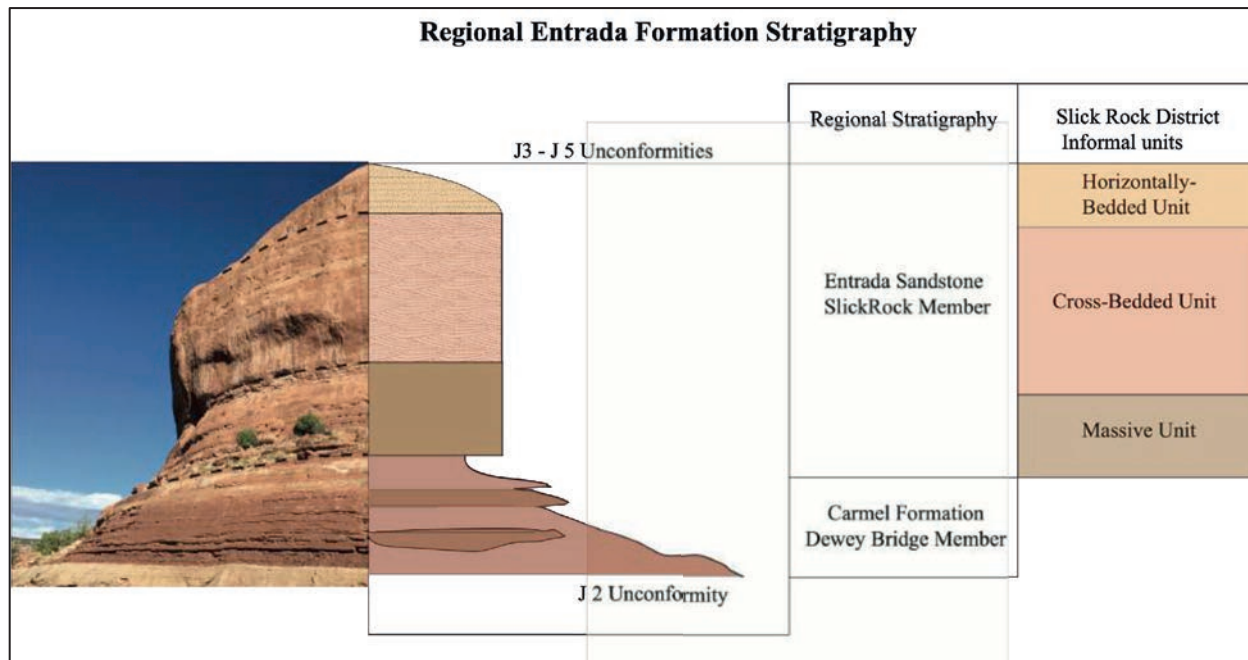 Regional Entrada Formation Stratigraphy
Regional Stratigraphy
Slick Rock District
Informal units
J3 - J 5 Unconformities
Horizontally-
Bedded Unit
Entrada Sandstone
SlickRock Member
Cross-Bedded Unit
Massive Unit
Carmel Formation
Dewey Bridge Member
J 2 Unconformity